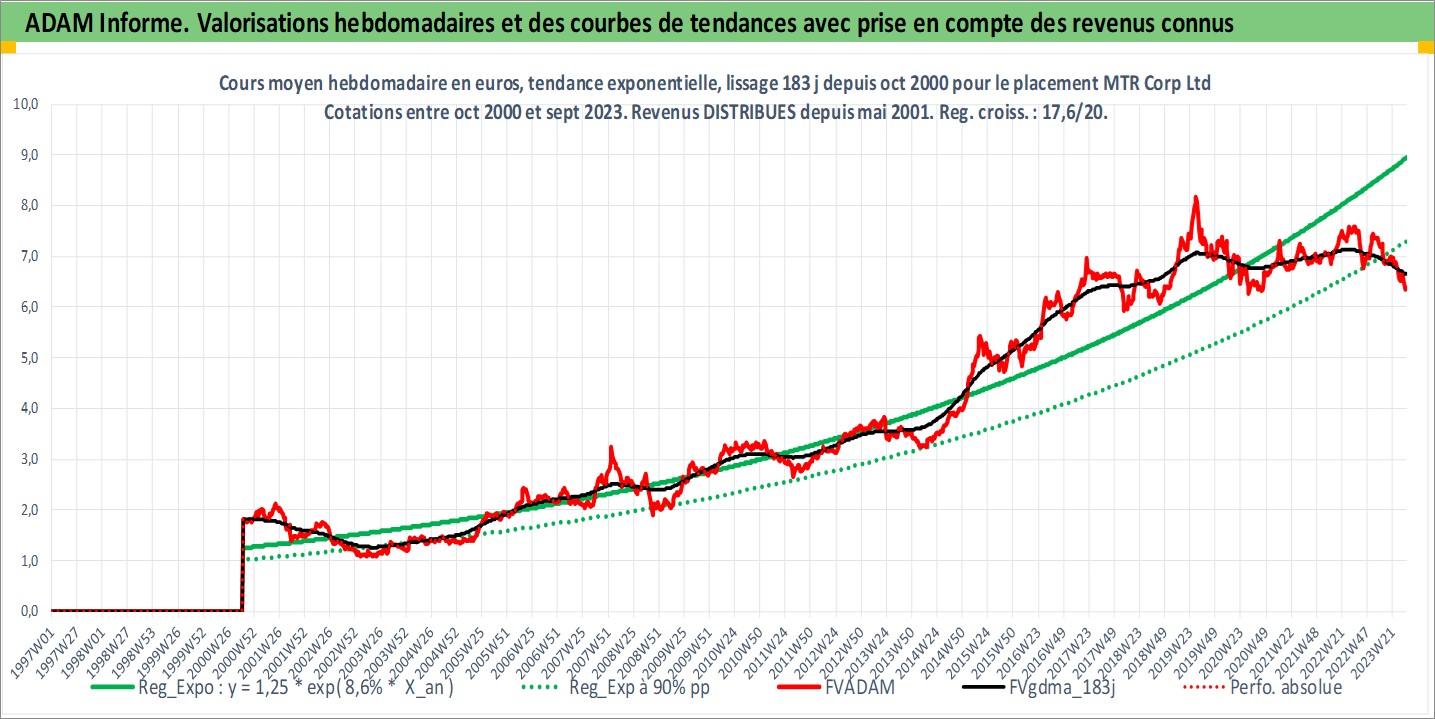 ADAM Informe. Valorisations hebdomadaires et des courbes de tendances avec prise en compte des revenus connus
Cours moyen hebdomadaire en euros, tendance exponentielle, lissage 183 j depuis oct 2000 pour le placement MTR Corp Ltd
Cotations entre oct 2000 et sept 2023. Revenus DISTRIBUES depuis mai 2001. Reg. croiss. : 17,6/20.
10,0
9,0
8,0
7,0
6,0
5,0
4,0
3,0
2,0
1,0
0,0
1997W01 1997W27 1998W01 1998W27 1998W53 1999W26 1999W52 2000W26 2000W52 2001W26 2001W52 2002W26 2002W52 2003W26 2003W52 2004W26 2004W52 2005W25 2005W51 2006W25 2006W51 2007W25 2007W51 2008W25 2008W51 2009W25 2009W51 2010W24 2010W50 2011W24 2011W50 2012W24 2012W50 2013W24 2013W50 2014W24 2014W50 2015W24 2015W50 2016W23 2016W49 2017W23 2017W49 2018W23 2018W49 2019W23 2019W49 2020W23 2020W49 2021W22 2021W48 2022W21 2022W47 2023W21
Reg_Expo : y = 1,25 * exp( 8,6% * X_an ) Reg_Exp à 90% pp FVADAM FVgdma_183j Perfo. absolue